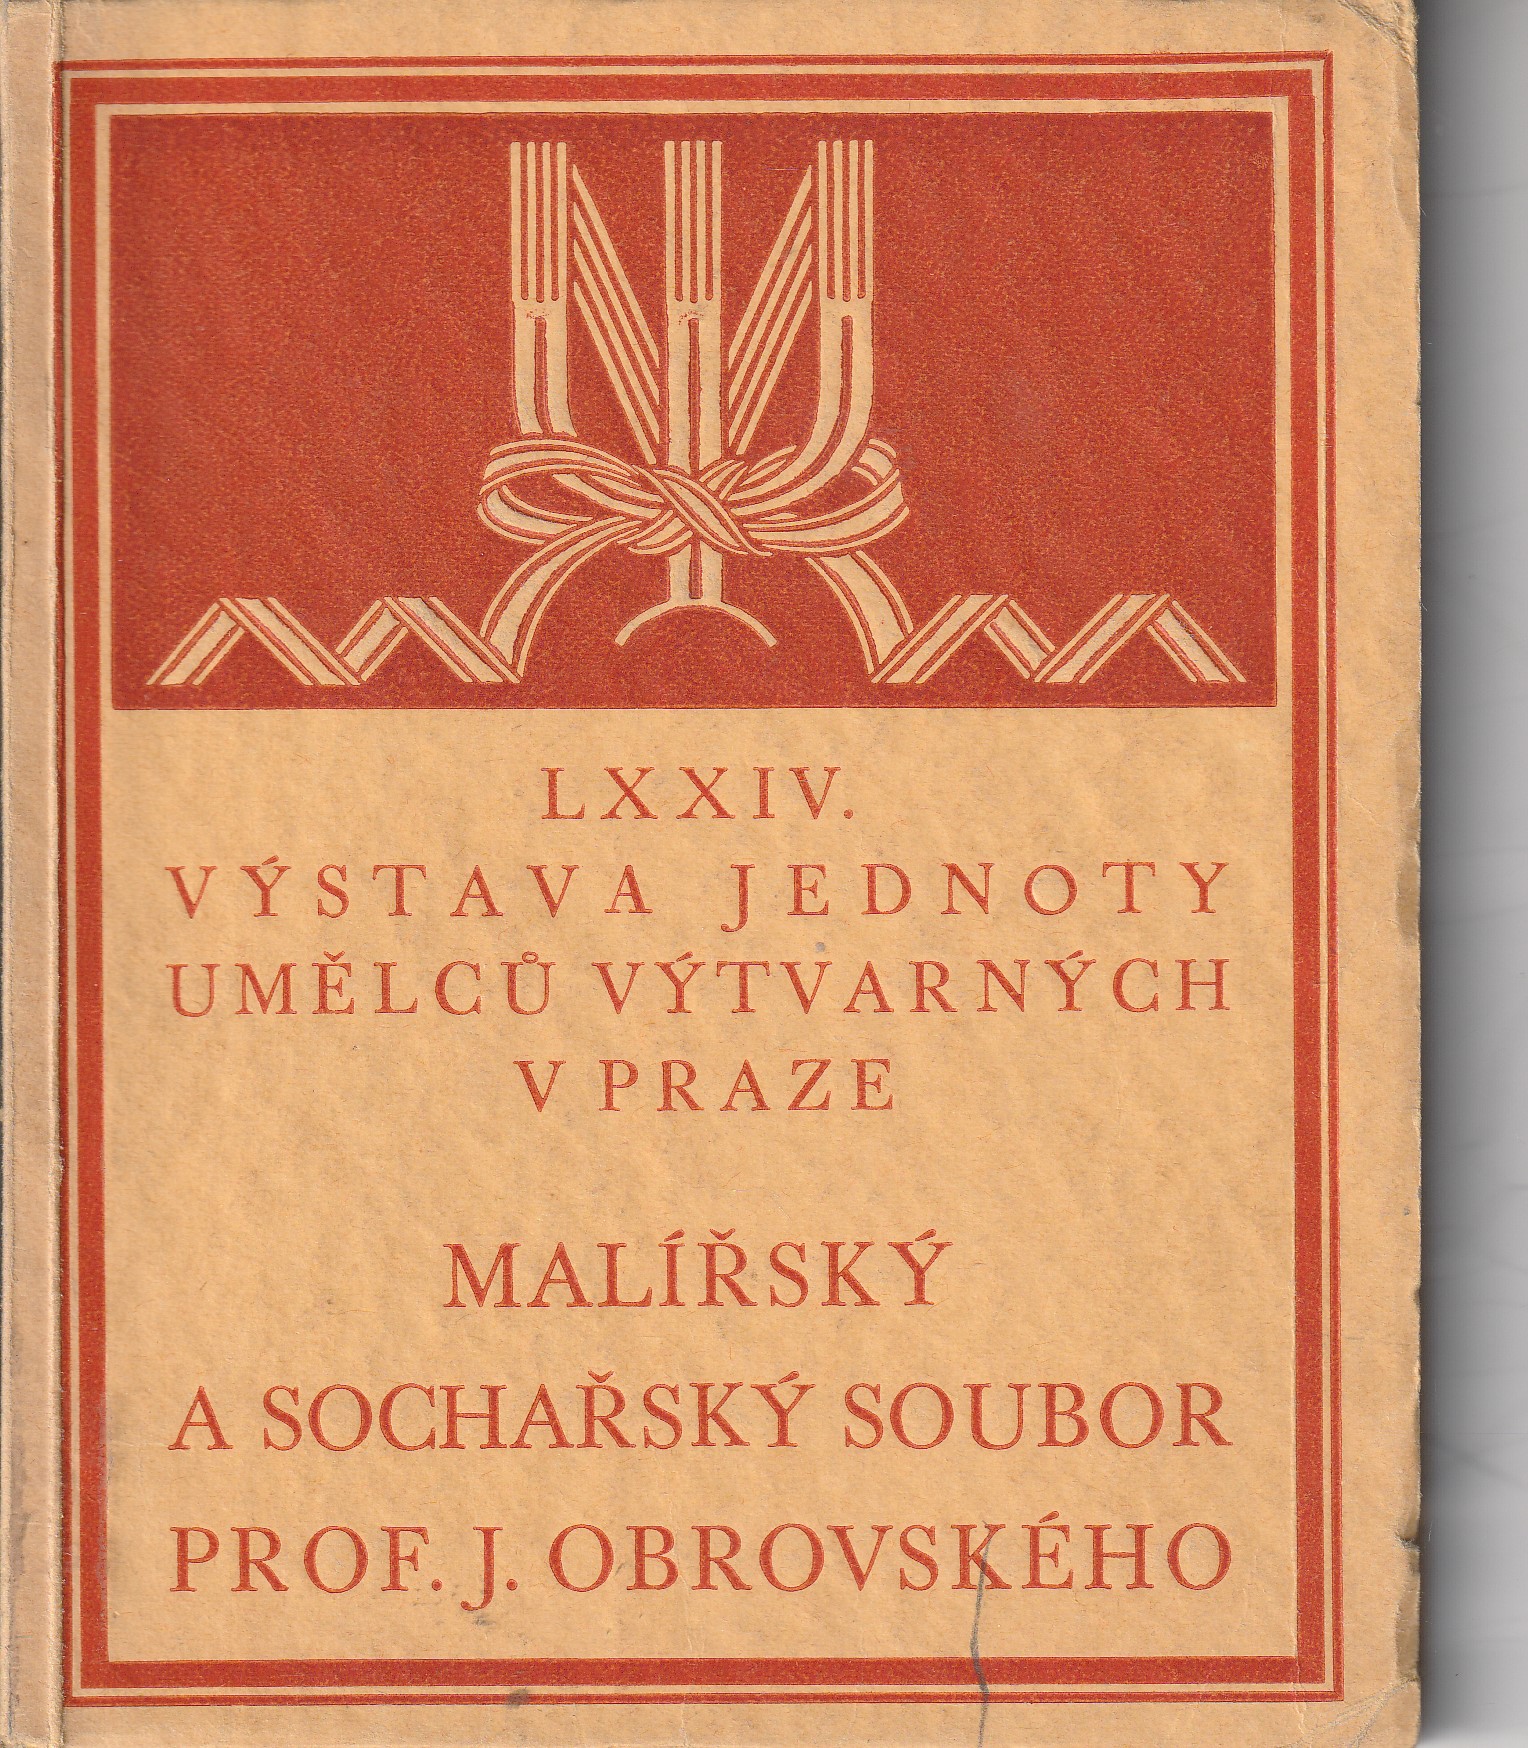 LXXIV.
VÝSTAVA JEDNOTY
UMĚLCŮ VÝTVARNÝCH
V PRAZE
MALÍŘSKÝ
A SOCHAŘSKÝ SOUBOR
PROF. J. OBROVSKÉHO